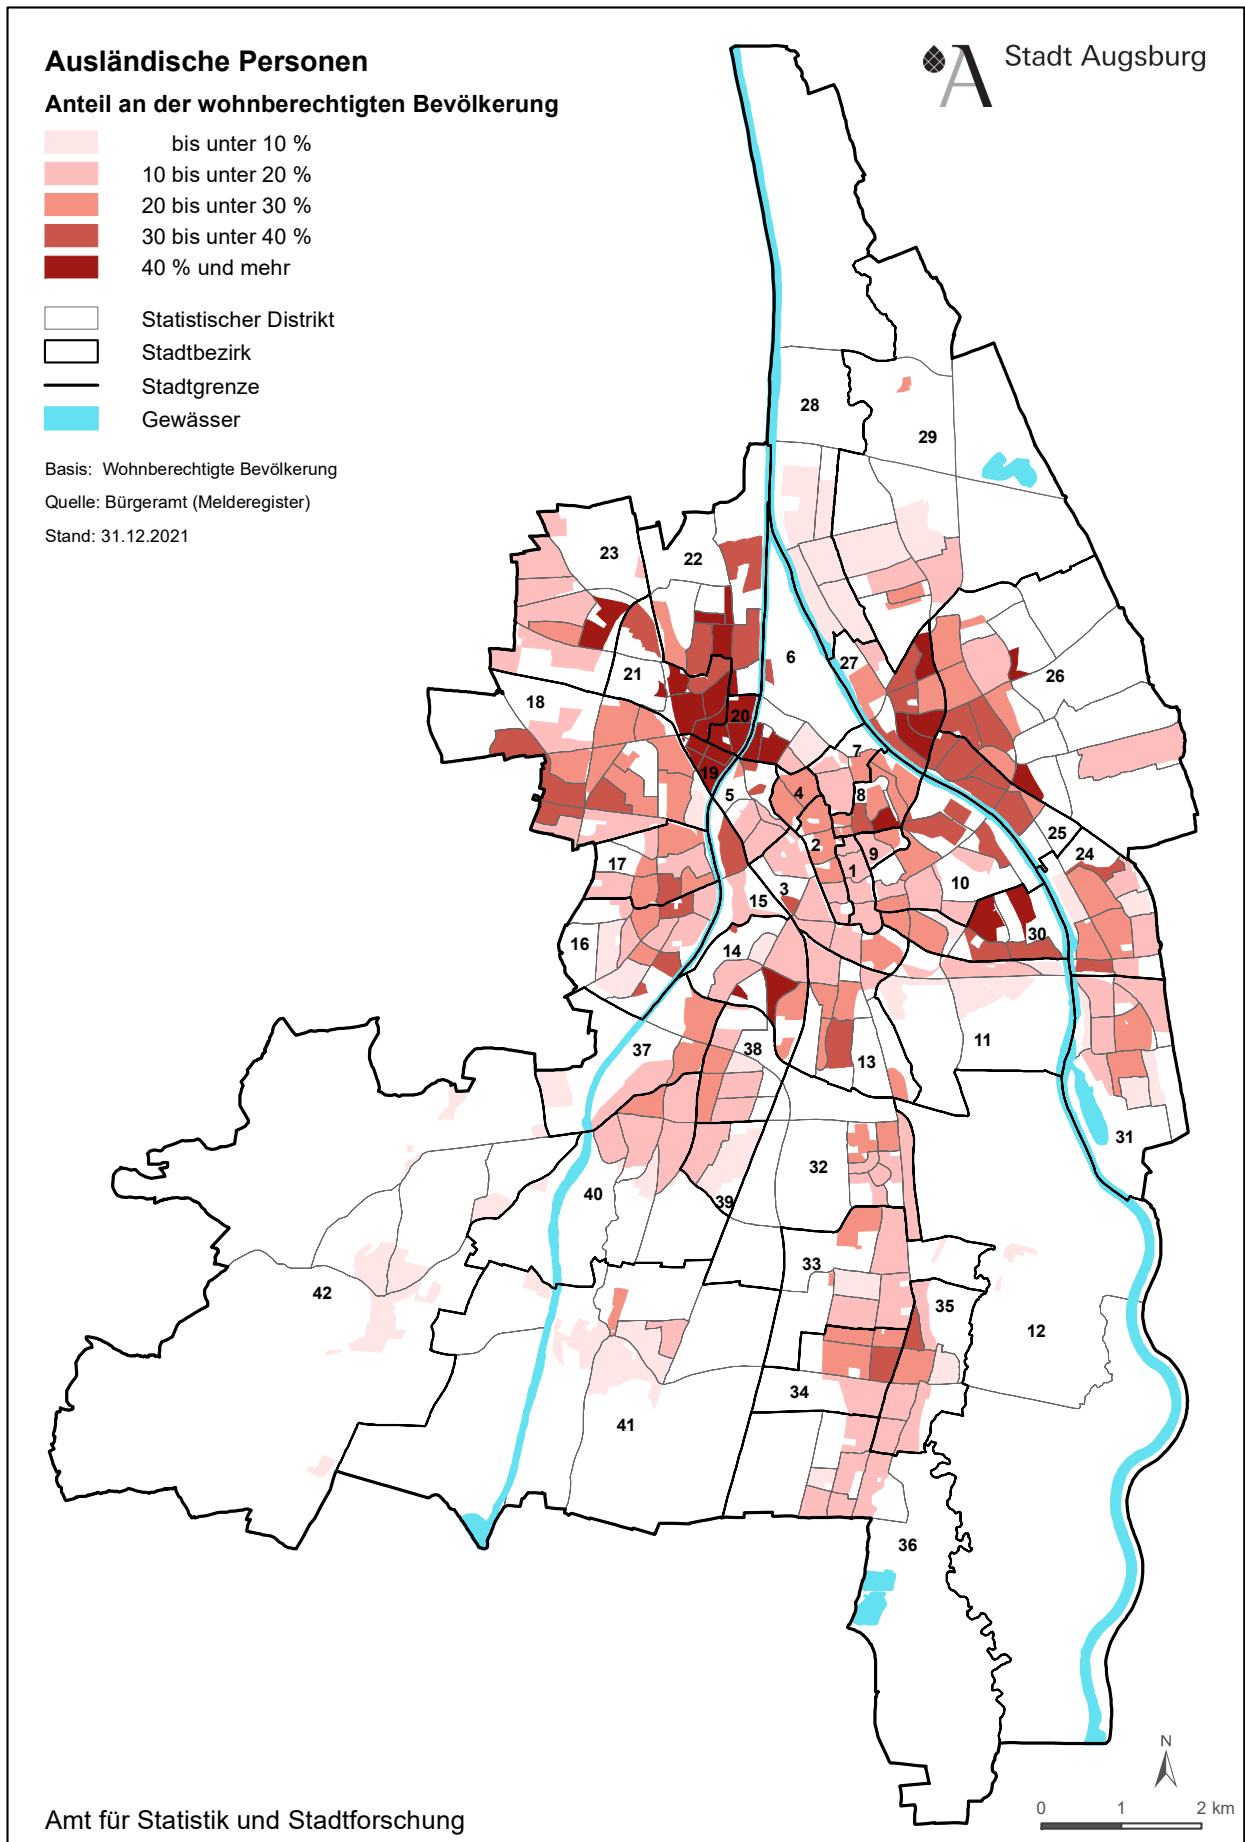 Ausländische Personen
Anteil an der wohnberechtigten Bevölkerung
bis unter 10 %
10 bis unter 20 %
20 bis unter 30 %
30 bis unter 40 %
40 % und mehr
Statistischer Distrikt
Stadtbezirk
Stadtgrenze
Gewässer
Basis: Wohnberechtigte Bevölkerung
Quelle: Bürgeramt (Melderegister)
Stand: 31.12.2021
A Stadt Augsburg
28
29
23
22
6
27
21
26
18
20
7
19
5
4
8
25
2
9
24
17
1
10
3
15
30
16
14
37
38
11
13
31
32
40
39
33
42
35
12
34
41
36
N
0 1 2 km
Amt für Statistik und Stadtforschung